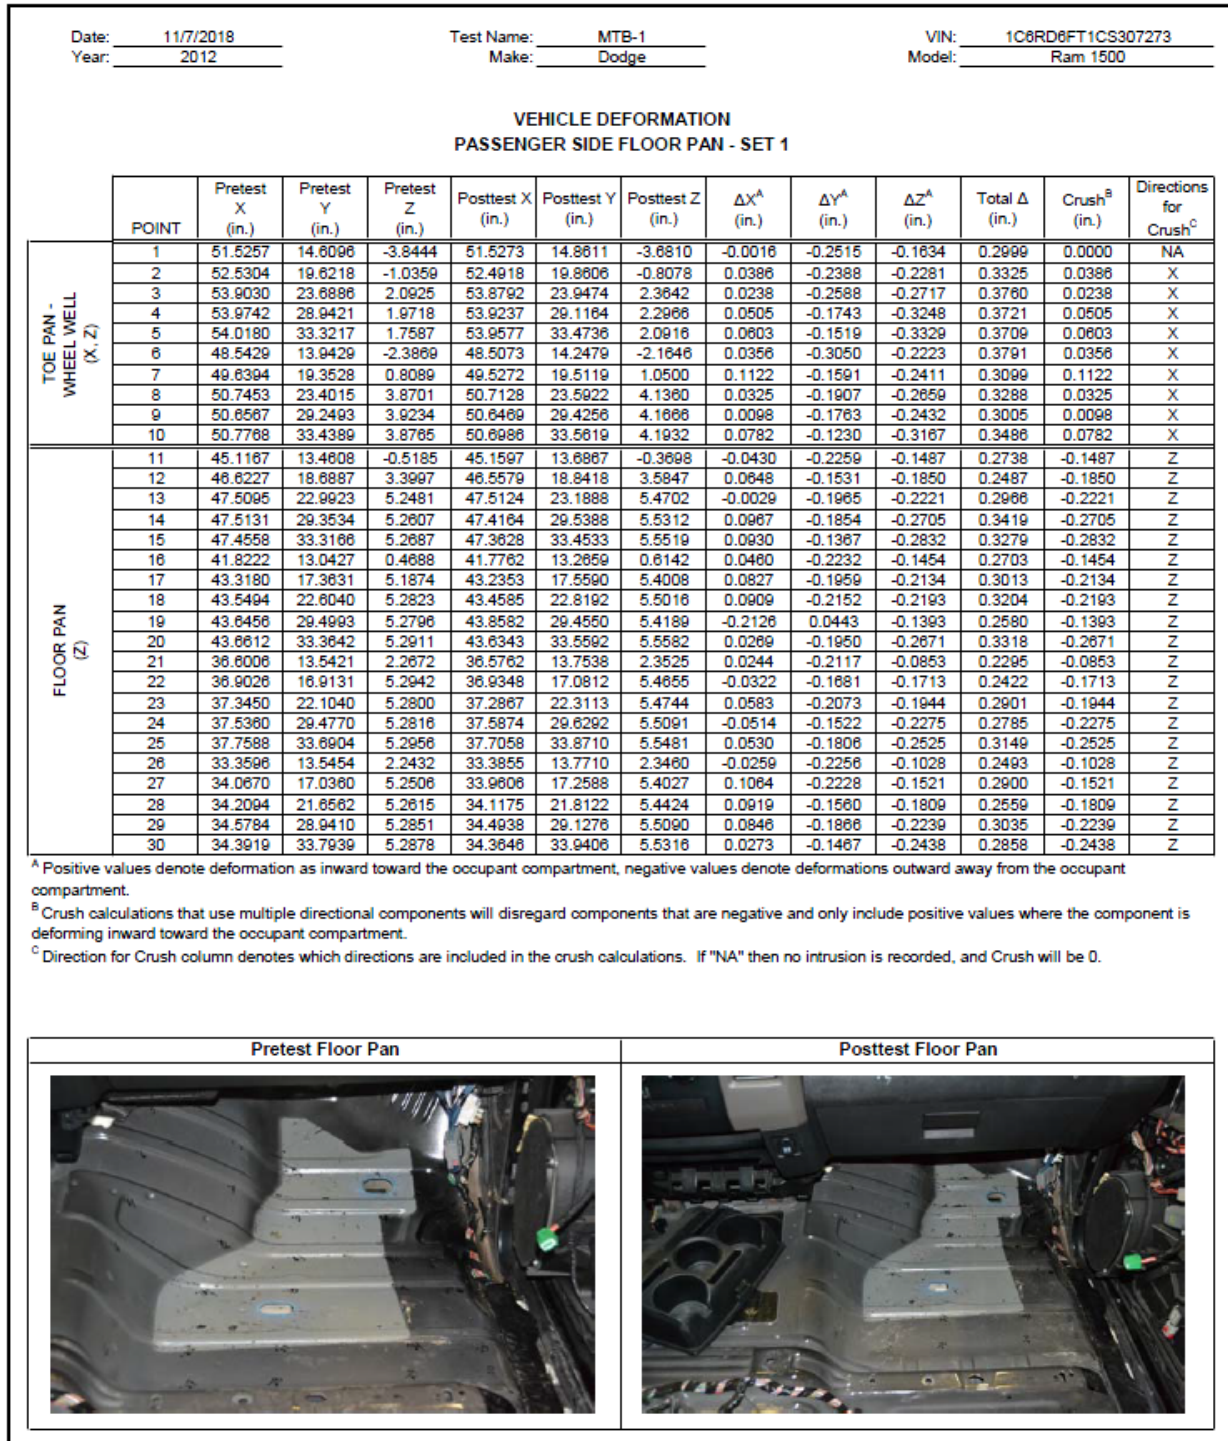 Date: 11/7/2018 Test Name: MTB-1 VIN: 1C6RD6FT1CS307273
Year: 2012 Make: Dodge Model: Ram 1500
VEHICLE DEFORMATION
PASSENGER SIDE FLOOR PAN - SET 1
POINT Pretest X (in.) Pretest Y (in.) Pretest Z (in.) Posttest X (in.) Posttest Y (in.) Posttest Z (in.) ΔXᴬ (in.) ΔYᴬ (in.) ΔZᴬ (in.) Total Δ (in.) Crushᴮ (in.) Directions for Crushᶜ
TOE PAN - WHEEL WELL (X, Z)
1 51.5257 14.6096 -3.8444 51.5273 14.8611 -3.6810 -0.0016 -0.2515 -0.1634 0.2999 0.0000 NA
2 52.5304 19.6218 -1.0359 52.4918 19.8606 -0.8078 0.0386 -0.2388 -0.2281 0.3325 0.0386 X
3 53.9030 23.6886 2.0925 53.8792 23.9474 2.3642 0.0238 -0.2588 -0.2717 0.3760 0.0238 X
4 53.9742 28.9421 1.9718 53.9237 29.1164 2.2966 0.0505 -0.1743 -0.3248 0.3721 0.0505 X
5 54.0180 33.3217 1.7587 53.9577 33.4736 2.0916 0.0603 -0.1519 -0.3329 0.3709 0.0603 X
6 48.5429 13.9429 -2.3869 48.5073 14.2479 -2.1646 0.0356 -0.3050 -0.2223 0.3791 0.0356 X
7 49.6394 19.3528 0.8089 49.5272 19.5119 1.0500 0.1122 -0.1591 -0.2411 0.3099 0.1122 X
8 50.7453 23.4015 3.8701 50.7128 23.5922 4.1360 0.0325 -0.1907 -0.2659 0.3288 0.0325 X
9 50.6567 29.2493 3.9234 50.6469 29.4256 4.1666 0.0098 -0.1763 -0.2432 0.3005 0.0098 X
10 50.7768 33.4389 3.8765 50.6986 33.5619 4.1932 0.0782 -0.1230 -0.3167 0.3486 0.0782 X
FLOOR PAN (Z)
11 45.1167 13.4608 -0.5185 45.1597 13.6867 -0.3698 -0.0430 -0.2259 -0.1487 0.2738 -0.1487 Z
12 46.6227 18.6887 3.3997 46.5579 18.8418 3.5847 0.0648 -0.1531 -0.1850 0.2487 -0.1850 Z
13 47.5095 22.9923 5.2481 47.5124 23.1888 5.4702 -0.0029 -0.1965 -0.2221 0.2966 -0.2221 Z
14 47.5131 29.3534 5.2607 47.4164 29.5388 5.5312 0.0967 -0.1854 -0.2705 0.3419 -0.2705 Z
15 47.4558 33.3166 5.2687 47.3628 33.4533 5.5519 0.0930 -0.1367 -0.2832 0.3279 -0.2832 Z
16 41.8222 13.0427 0.4688 41.7762 13.2659 0.6142 0.0460 -0.2232 -0.1454 0.2703 -0.1454 Z
17 43.3180 17.3631 5.1874 43.2353 17.5590 5.4008 0.0827 -0.1959 -0.2134 0.3013 -0.2134 Z
18 43.5494 22.6040 5.2823 43.4585 22.8192 5.5016 0.0909 -0.2152 -0.2193 0.3204 -0.2193 Z
19 43.6456 29.4993 5.2796 43.8582 29.4550 5.4189 -0.2126 0.0443 -0.1393 0.2580 -0.1393 Z
20 43.6612 33.3642 5.2911 43.6343 33.5592 5.5582 0.0269 -0.1950 -0.2671 0.3318 -0.2671 Z
21 36.6006 13.5421 2.2672 36.5762 13.7538 2.3525 0.0244 -0.2117 -0.0853 0.2295 -0.0853 Z
22 36.9026 16.9131 5.2942 36.9348 17.0812 5.4655 -0.0322 -0.1681 -0.1713 0.2422 -0.1713 Z
23 37.3450 22.1040 5.2800 37.2867 22.3113 5.4744 0.0583 -0.2073 -0.1944 0.2901 -0.1944 Z
24 37.5360 29.4770 5.2816 37.5874 29.6292 5.5091 -0.0514 -0.1522 -0.2275 0.2785 -0.2275 Z
25 37.7588 33.6904 5.2956 37.7058 33.8710 5.5481 0.0530 -0.1806 -0.2525 0.3149 -0.2525 Z
26 33.3596 13.5454 2.2432 33.3855 13.7710 2.3460 -0.0259 -0.2256 -0.1028 0.2493 -0.1028 Z
27 34.0670 17.0360 5.2506 33.9606 17.2588 5.4027 0.1064 -0.2228 -0.1521 0.2900 -0.1521 Z
28 34.2094 21.6562 5.2615 34.1175 21.8122 5.4424 0.0919 -0.1560 -0.1809 0.2559 -0.1809 Z
29 34.5784 28.9410 5.2851 34.4938 29.1276 5.5090 0.0846 -0.1866 -0.2239 0.3035 -0.2239 Z
30 34.3919 33.7939 5.2878 34.3646 33.9406 5.5316 0.0273 -0.1467 -0.2438 0.2858 -0.2438 Z
ᴬ Positive values denote deformation as inward toward the occupant compartment, negative values denote deformations outward away from the occupant
compartment.
ᴮ Crush calculations that use multiple directional components will disregard components that are negative and only include positive values where the component is
deforming inward toward the occupant compartment.
ᶜ Direction for Crush column denotes which directions are included in the crush calculations. If "NA" then no intrusion is recorded, and Crush will be 0.
Pretest Floor Pan Posttest Floor Pan